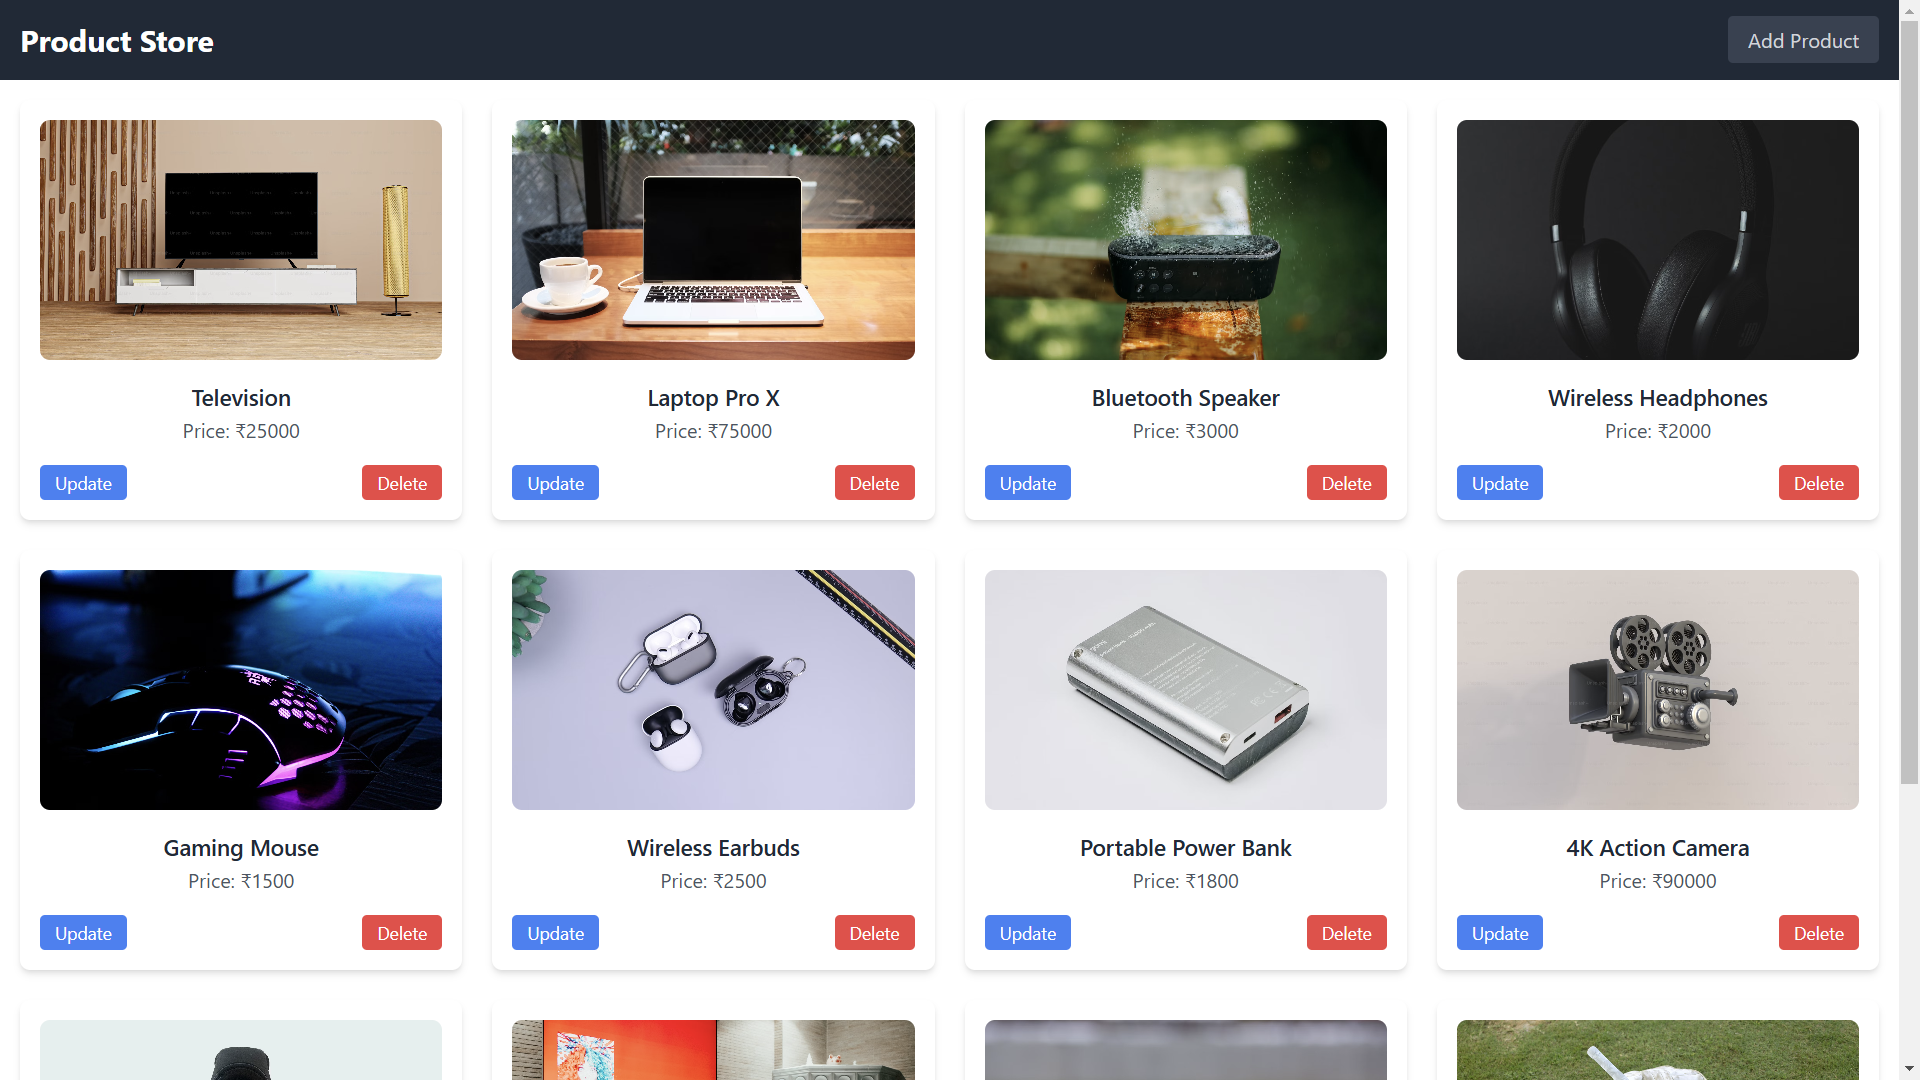 Product Store
Add Product
Television
Price: ₹25000
Update
Delete
Laptop Pro X
Price: ₹75000
Update
Delete
Bluetooth Speaker
Price: ₹3000
Update
Delete
Wireless Headphones
Price: ₹2000
Update
Delete
Gaming Mouse
Price: ₹1500
Update
Delete
Wireless Earbuds
Price: ₹2500
Update
Delete
Portable Power Bank
Price: ₹1800
Update
Delete
4K Action Camera
Price: ₹90000
Update
Delete